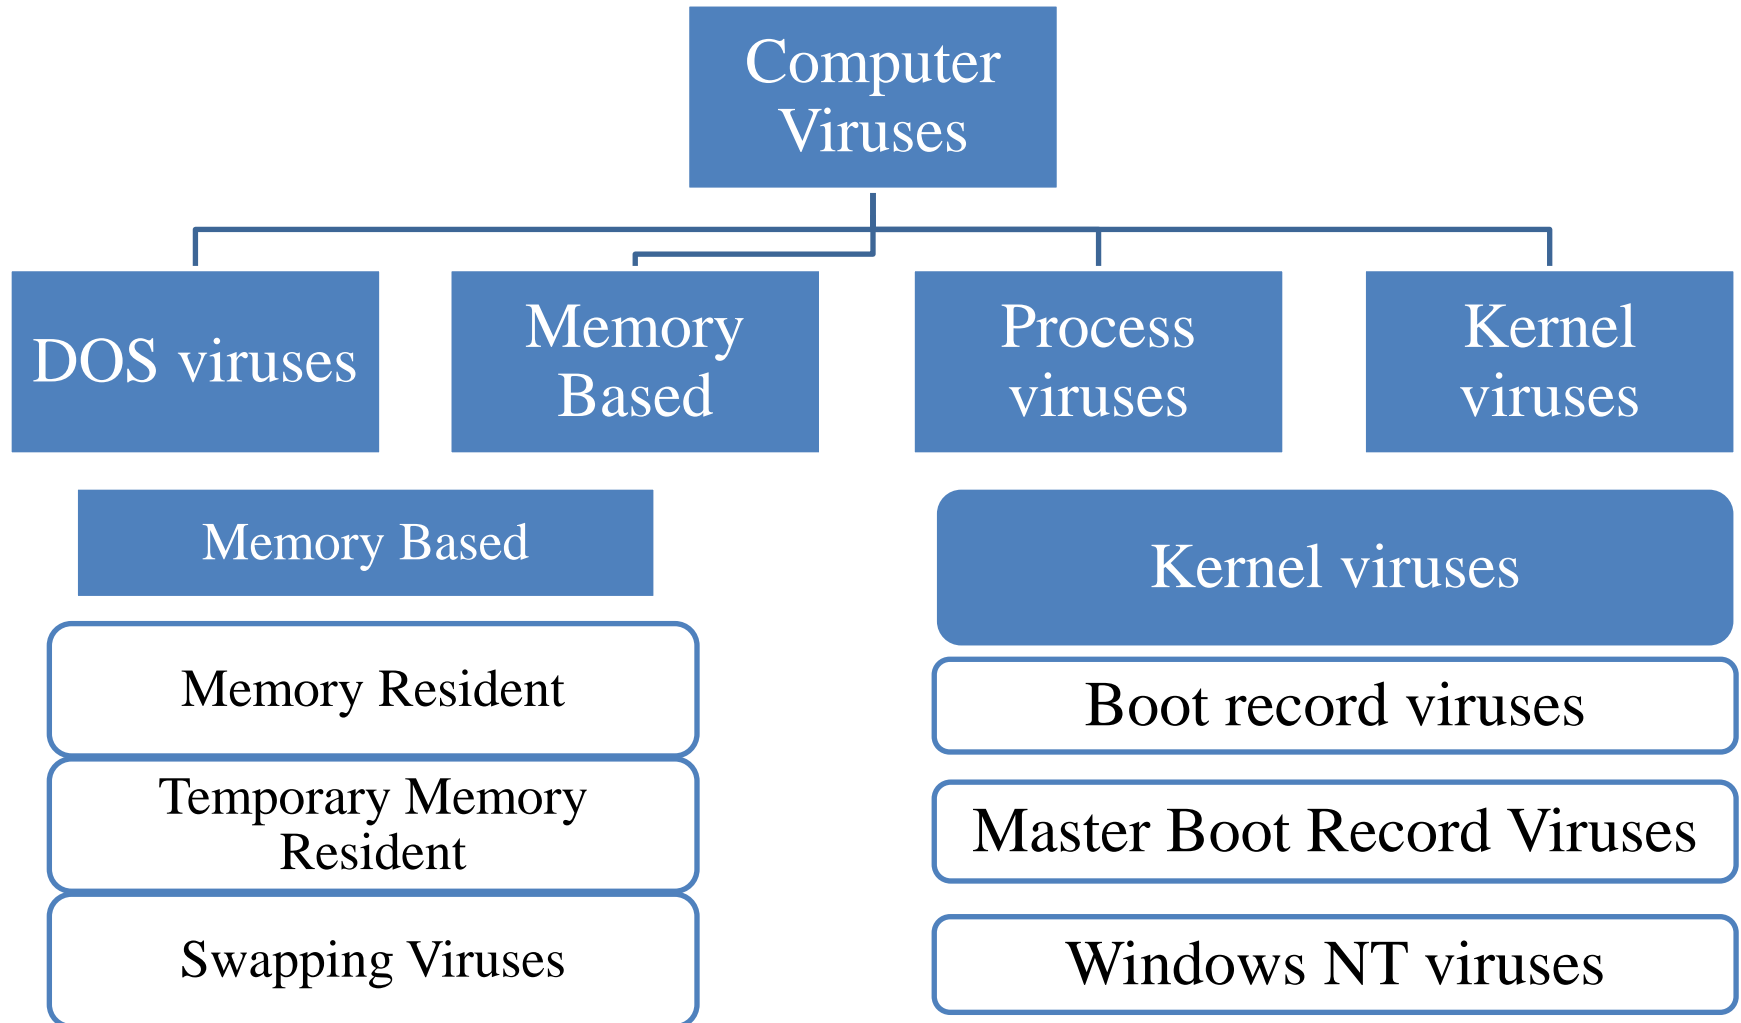 Computer
Viruses
DOS viruses
Memory
Based
Process
viruses
Kernel
viruses
Memory Based
Memory Resident
Temporary Memory
Resident
Swapping Viruses
Kernel viruses
Boot record viruses
Master Boot Record Viruses
Windows NT viruses